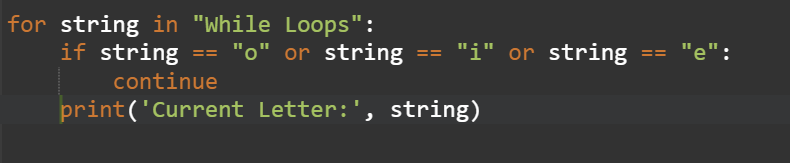 for string in "While Loops":
    if string == "o" or string == "i" or string == "e":
        continue
    print('Current Letter:', string)